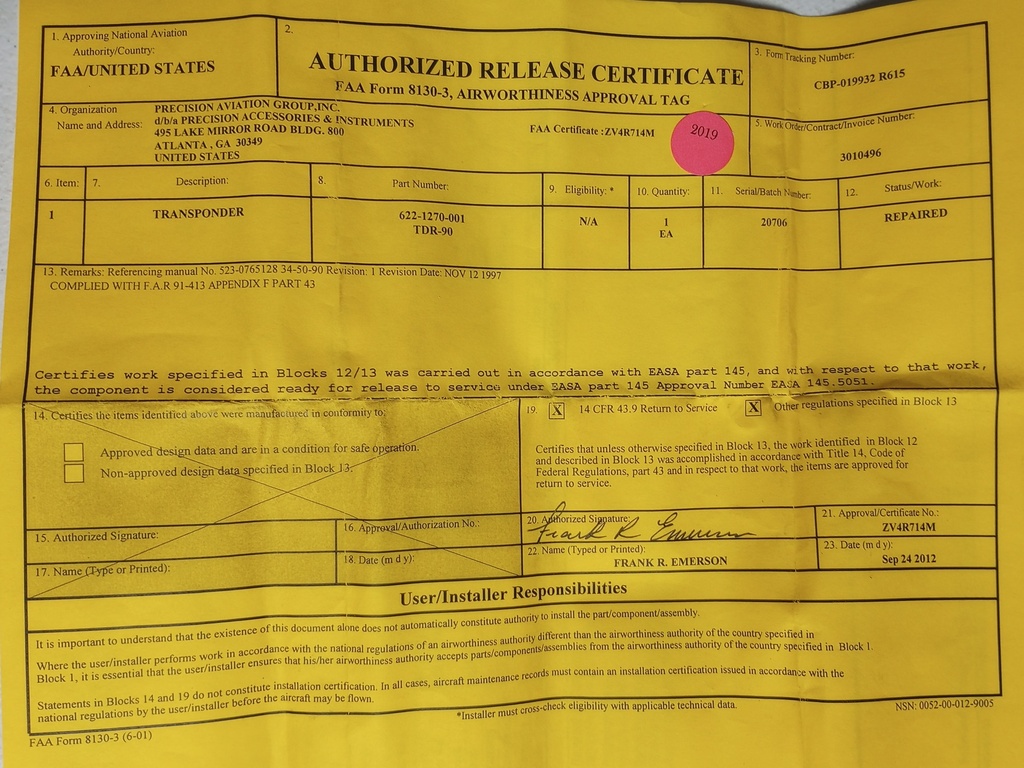 1. Approving National Aviation
Authority/Country:
FAA/UNITED STATES
2.
AUTHORIZED RELEASE CERTIFICATE
FAA Form 8130-3, AIRWORTHINESS APPROVAL TAG
3. Form Tracking Number:
CBP-019932 R615
4. Organization
Name and Address:
PRECISION AVIATION GROUP,INC.
d/b/a PRECISION ACCESSORIES & INSTRUMENTS
495 LAKE MIRROR ROAD BLDG. 800
ATLANTA , GA 30349
UNITED STATES
FAA Certificate :ZV4R714M
2019
5. Work Order/Contract/Invoice Number:
3010496
6. Item:
7. Description:
8. Part Number:
9. Eligibility: *
10. Quantity:
11. Serial/Batch Number:
12. Status/Work:
1
TRANSPONDER
622-1270-001
TDR-90
N/A
1
EA
20706
REPAIRED
13. Remarks: Referencing manual No. 523-0765128 34-50-90 Revision: 1 Revision Date: NOV 12 1997
COMPLIED WITH F.A.R 91-413 APPENDIX F PART 43
Certifies work specified in Blocks 12/13 was carried out in accordance with EASA part 145, and with respect to that work,
the component is considered ready for release to service under EASA part 145 Approval Number EASA 145.5051.
14. Certifies the items identified above were manufactured in conformity to:
Approved design data and are in a condition for safe operation.
Non-approved design data specified in Block 13.
15. Authorized Signature:
16. Approval/Authorization No.:
17. Name (Type or Printed):
18. Date (m d y):
19. X 14 CFR 43.9 Return to Service X Other regulations specified in Block 13
Certifies that unless otherwise specified in Block 13, the work identified in Block 12
and described in Block 13 was accomplished in accordance with Title 14, Code of
Federal Regulations, part 43 and in respect to that work, the items are approved for
return to service.
20. Authorized Signature:
Frank R Emerson
21. Approval/Certificate No.:
ZV4R714M
22. Name (Typed or Printed):
FRANK R. EMERSON
23. Date (m d y):
Sep 24 2012
User/Installer Responsibilities
It is important to understand that the existence of this document alone does not automatically constitute authority to install the part/component/assembly.
Where the user/installer performs work in accordance with the national regulations of an airworthiness authority different than the airworthiness authority of the country specified in
Block 1, it is essential that the user/installer ensures that his/her airworthiness authority accepts parts/components/assemblies from the airworthiness authority of the country specified in Block 1.
Statements in Blocks 14 and 19 do not constitute installation certification. In all cases, aircraft maintenance records must contain an installation certification issued in accordance with the
national regulations by the user/installer before the aircraft may be flown.
*Installer must cross-check eligibility with applicable technical data.
NSN: 0052-00-012-9005
FAA Form 8130-3 (6-01)